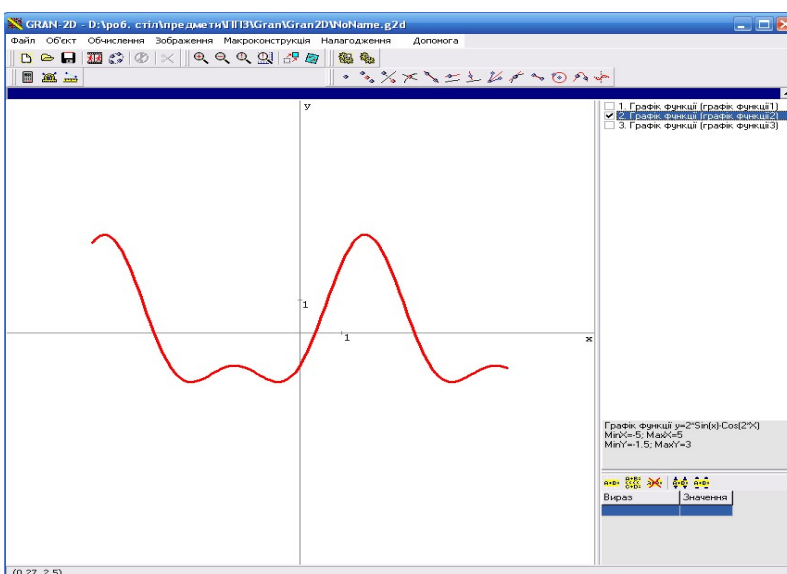 GRAN-2D - D:\роб. стіл\предмети\ППЗ\Gran\Gran2D\NoName.g2d
Файл Об'єкт Обчислення Зображення Макроконструкція Налагодження Допомога
y
1. Графік функції (графік функції1)
2. Графік функції (графік функції2)
3. Графік функції (графік функції3)
1
1
x
Графік функції y=2*Sin(x)-Cos(2*X)
MinX=-5; MaxX=5
MinY=-1.5; MaxY=3
Вираз Значення
(0.27, 2.5)